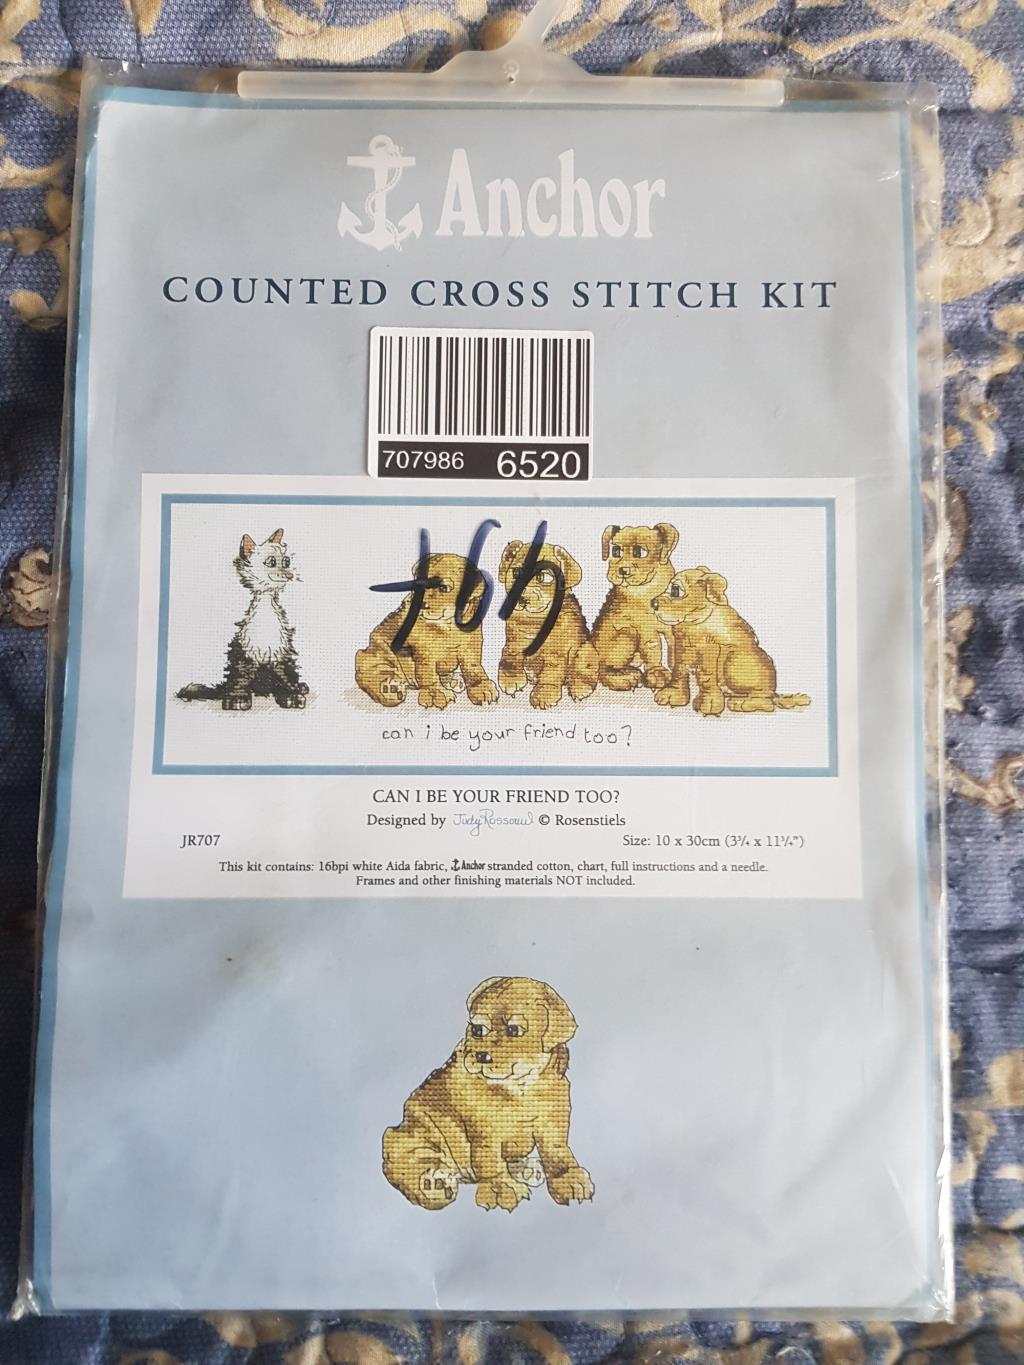 Anchor
COUNTED CROSS STITCH KIT
707986 6520
can i be your friend too?
CAN I BE YOUR FRIEND TOO?
Designed by Judy Rossouw © Rosenstiels
JR707 Size: 10 x 30cm (3¾ x 11¾")
This kit contains: 16bpi white Aida fabric, Anchor stranded cotton, chart, full instructions and a needle.
Frames and other finishing materials NOT included.